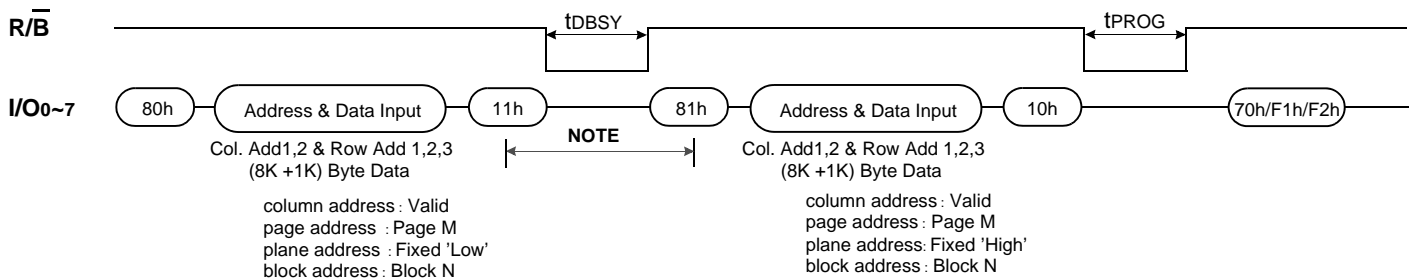 tDBSY
tPROG
R/B
I/O0~7
80h
Address & Data Input
11h
81h
Address & Data Input
10h
70h/F1h/F2h
NOTE
Col. Add1,2 & Row Add 1,2,3
(8K +1K) Byte Data
column address : Valid
page address : Page M
plane address : Fixed 'Low'
block address : Block N
Col. Add1,2 & Row Add 1,2,3
(8K +1K) Byte Data
column address : Valid
page address : Page M
plane address: Fixed 'High'
block address : Block N